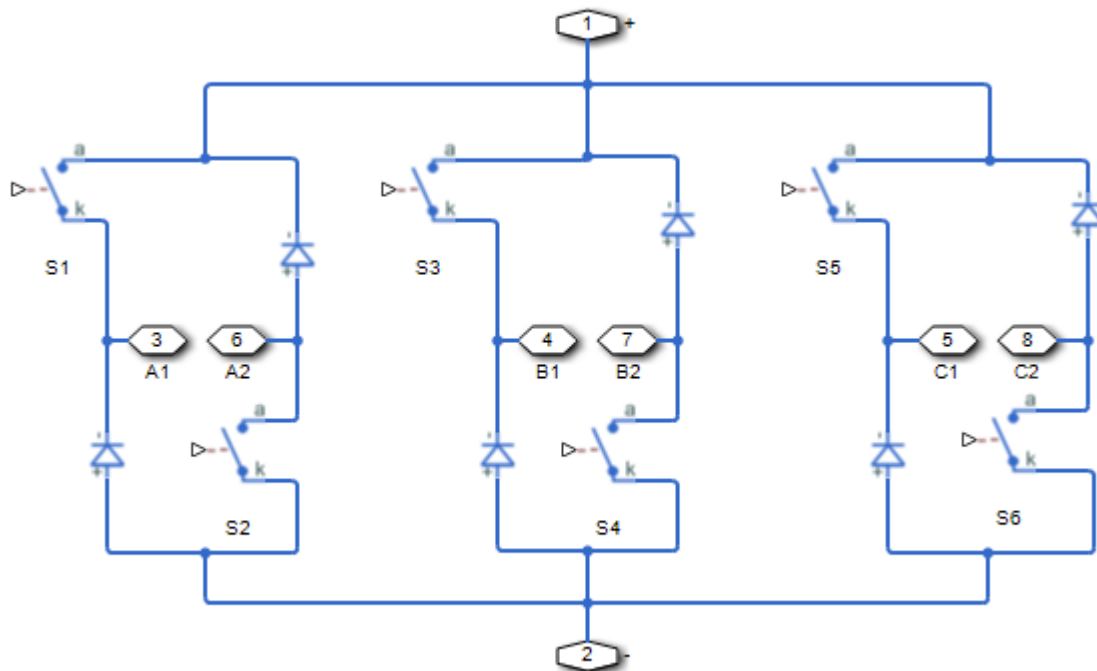 1 +
a a a
k k k
S1 S3 S5
- - -
+ + +
3 6 4 7 5 8
A1 A2 B1 B2 C1 C2
a a a
- - -
+ k + k + k
S2 S4 S6
2 -